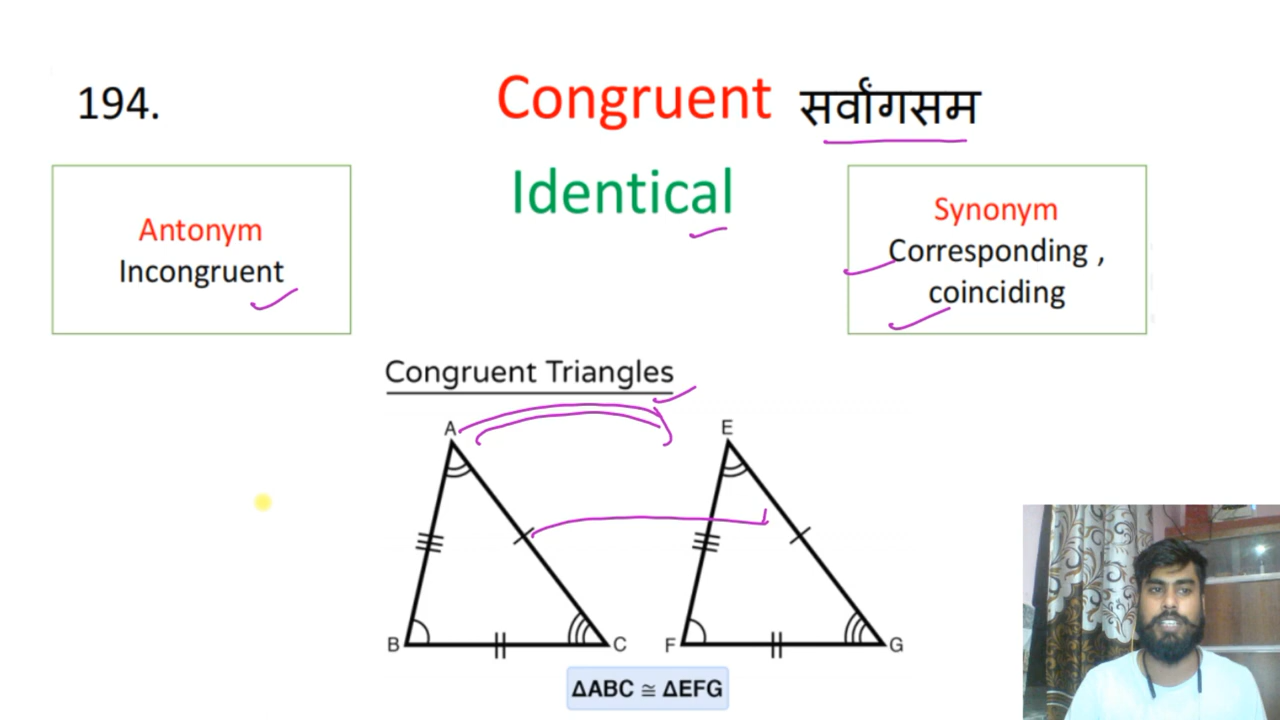 194.
Congruent सर्वांगसम
Identical
Antonym
Incongruent
Synonym
Corresponding ,
coinciding
Congruent Triangles
A
E
B
C
F
G
ΔABC ≅ ΔEFG